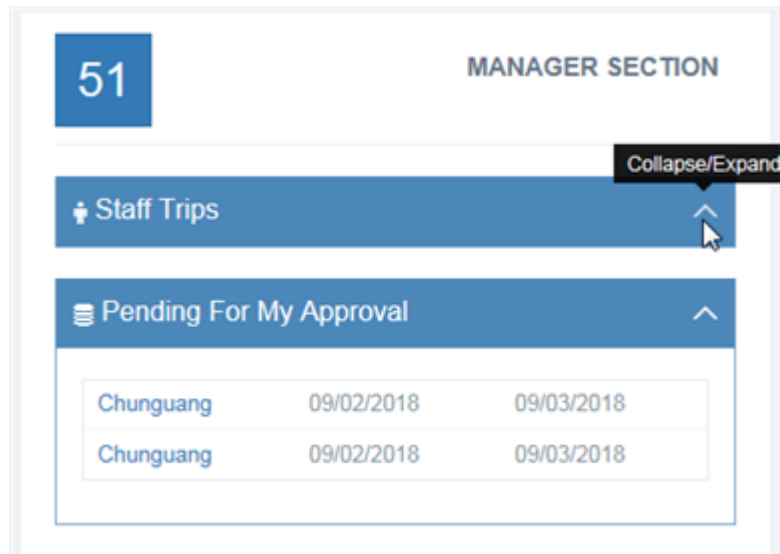 51
MANAGER SECTION
Collapse/Expand
Staff Trips
Pending For My Approval
Chunguang 09/02/2018 09/03/2018
Chunguang 09/02/2018 09/03/2018